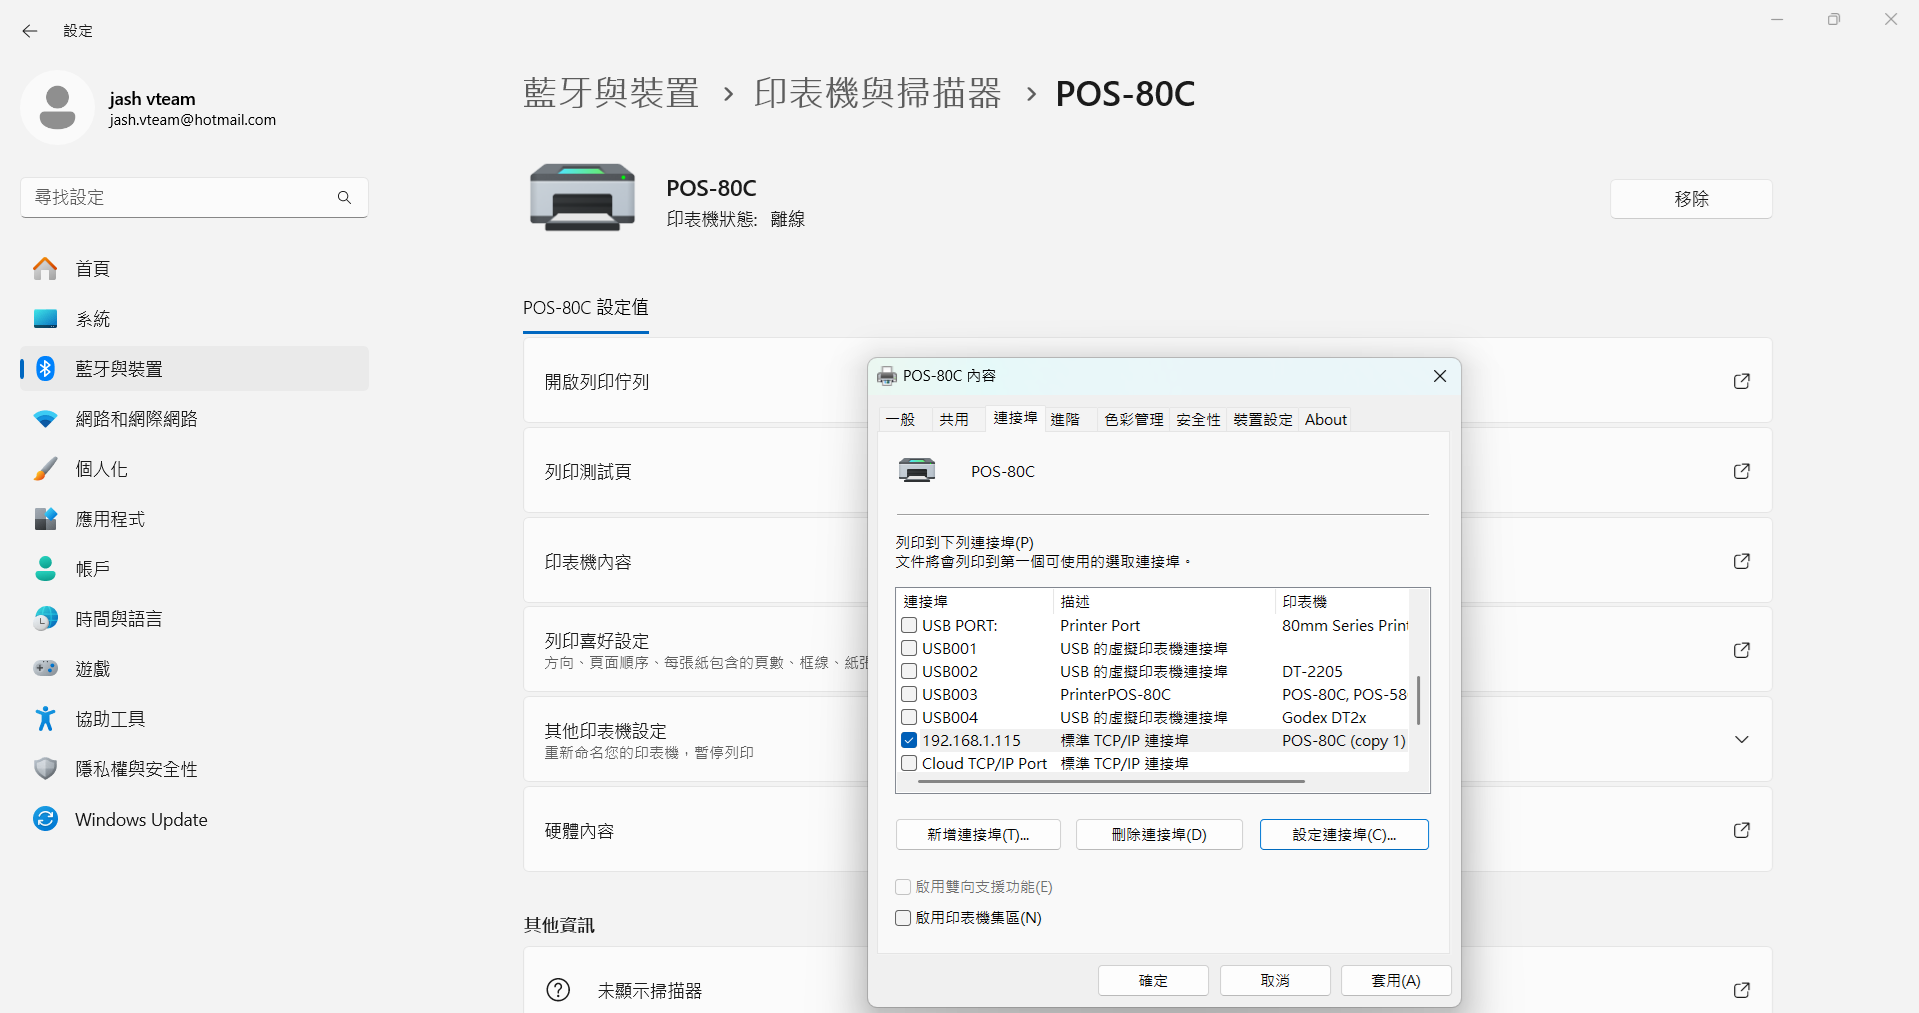 設定
jash vteam
jash.vteam@hotmail.com
尋找設定
首頁
系統
藍牙與裝置
網路和網際網路
個人化
應用程式
帳戶
時間與語言
遊戲
協助工具
隱私權與安全性
Windows Update
藍牙與裝置 › 印表機與掃描器 › POS-80C
POS-80C
印表機狀態: 離線
移除
POS-80C 設定值
開啟列印佇列
列印測試頁
印表機內容
列印喜好設定
方向、頁面順序、每張紙包含的頁數、框線、紙張
其他印表機設定
重新命名您的印表機，暫停列印
硬體內容
其他資訊
未顯示掃描器
POS-80C 內容
一般 共用 連接埠 進階 色彩管理 安全性 裝置設定 About
POS-80C
列印到下列連接埠(P)
文件將會列印到第一個可使用的選取連接埠。
連接埠 描述 印表機
USB PORT: Printer Port 80mm Series Print
USB001 USB 的虛擬印表機連接埠
USB002 USB 的虛擬印表機連接埠 DT-2205
USB003 PrinterPOS-80C POS-80C, POS-58
USB004 USB 的虛擬印表機連接埠 Godex DT2x
192.168.1.115 標準 TCP/IP 連接埠 POS-80C (copy 1)
Cloud TCP/IP Port 標準 TCP/IP 連接埠
新增連接埠(T)... 刪除連接埠(D) 設定連接埠(C)...
啟用雙向支援功能(E)
啟用印表機集區(N)
確定 取消 套用(A)